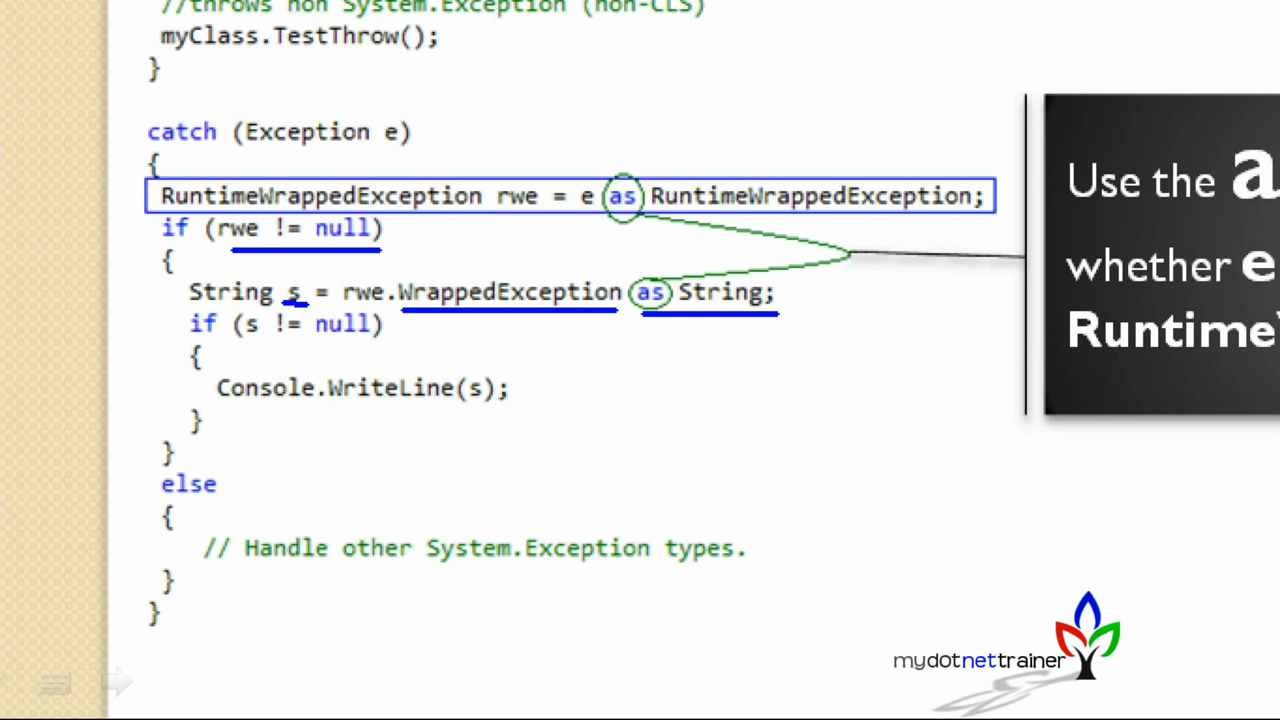 //throws non System.Exception (non-CLS)
myClass.TestThrow();
}
catch (Exception e)
{
RuntimeWrappedException rwe = e as RuntimeWrappedException;
if (rwe != null)
{
String s = rwe.WrappedException as String;
if (s != null)
{
Console.WriteLine(s);
}
}
else
{
// Handle other System.Exception types.
}
}
Use the
whether e
Runtime
mydotnettrainer